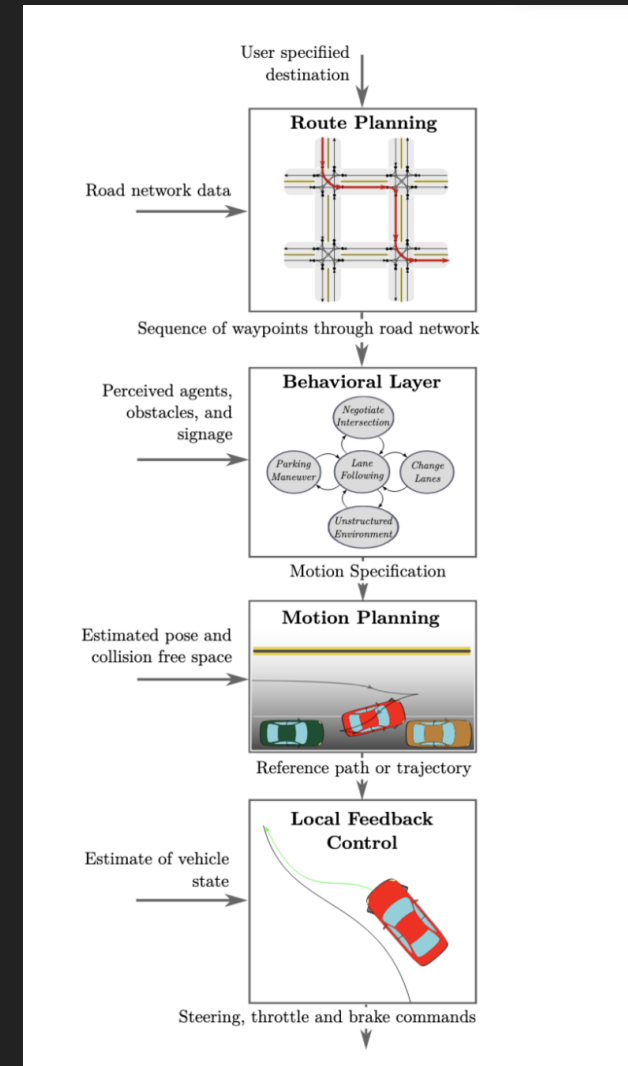 User specifiied
destination
Route Planning
Road network data
Sequence of waypoints through road network
Behavioral Layer
Perceived agents,
obstacles, and
signage
Negotiate
Intersection
Parking
Maneuver
Lane
Following
Change
Lanes
Unstructured
Environment
Motion Specification
Motion Planning
Estimated pose and
collision free space
Reference path or trajectory
Local Feedback
Control
Estimate of vehicle
state
Steering, throttle and brake commands